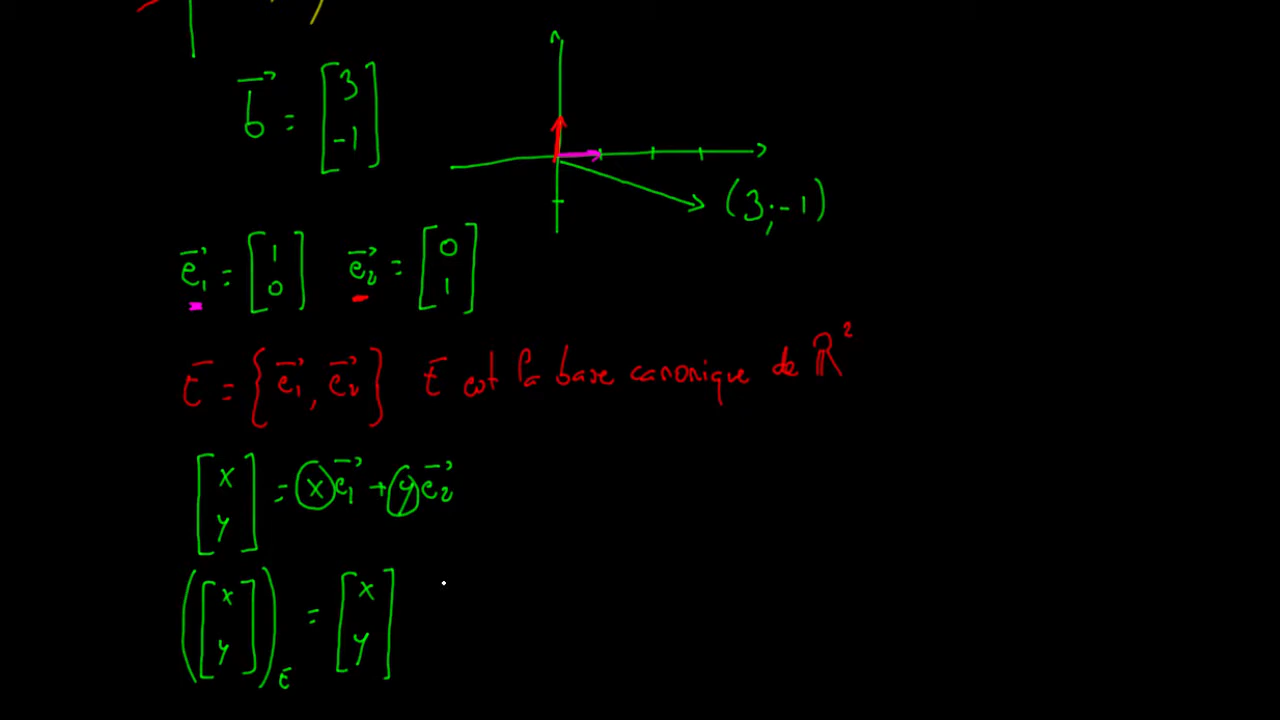 b⃗ = [3 -1]
(3;-1)
e⃗₁ = [1 0] e⃗₂ = [0 1]
E = {e⃗₁, e⃗₂} E est la base canonique de ℝ²
[x y] = x e⃗₁ + y e⃗₂
([x y])_E = [x y]